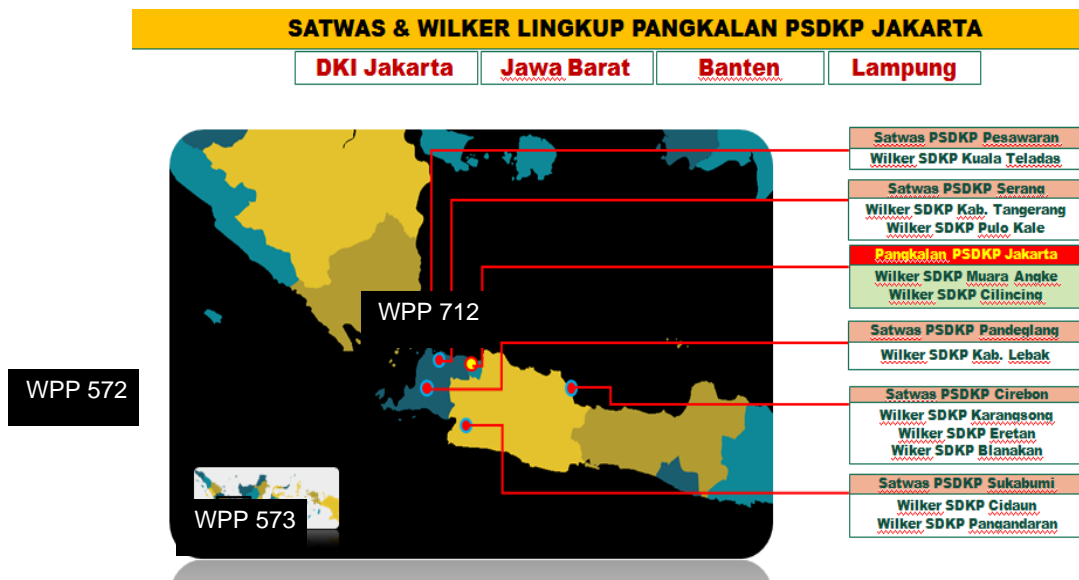 SATWAS & WILKER LINGKUP PANGKALAN PSDKP JAKARTA
DKI Jakarta
Jawa Barat
Banten
Lampung
Satwas PSDKP Pesawaran
Wilker SDKP Kuala Teladas
Satwas PSDKP Serang
Wilker SDKP Kab. Tangerang
Wilker SDKP Pulo Kale
Pangkalan PSDKP Jakarta
Wilker SDKP Muara Angke
Wilker SDKP Cilincing
WPP 712
Satwas PSDKP Pandeglang
Wilker SDKP Kab. Lebak
WPP 572
Satwas PSDKP Cirebon
Wilker SDKP Karangsong
Wilker SDKP Eretan
Wiker SDKP Blanakan
Satwas PSDKP Sukabumi
Wilker SDKP Cidaun
Wilker SDKP Pangandaran
WPP 573